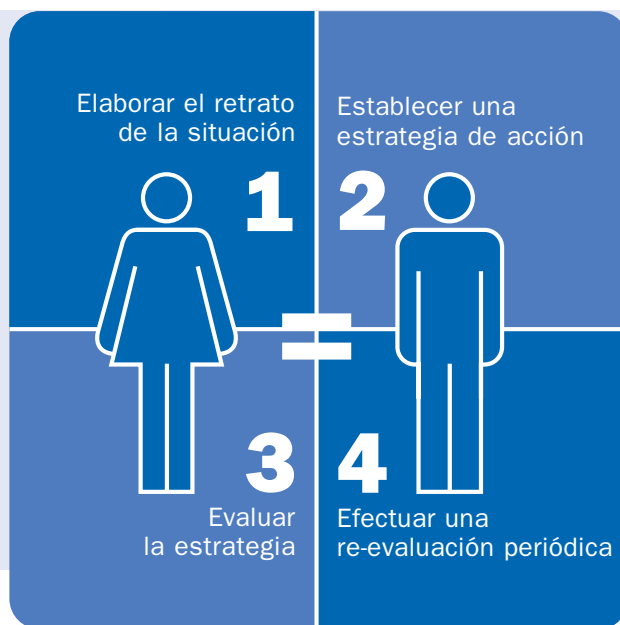 Elaborar el retrato
de la situación
1
Establecer una
estrategia de acción
2
=
3
Evaluar
la estrategia
4
Efectuar una
re-evaluación periódica